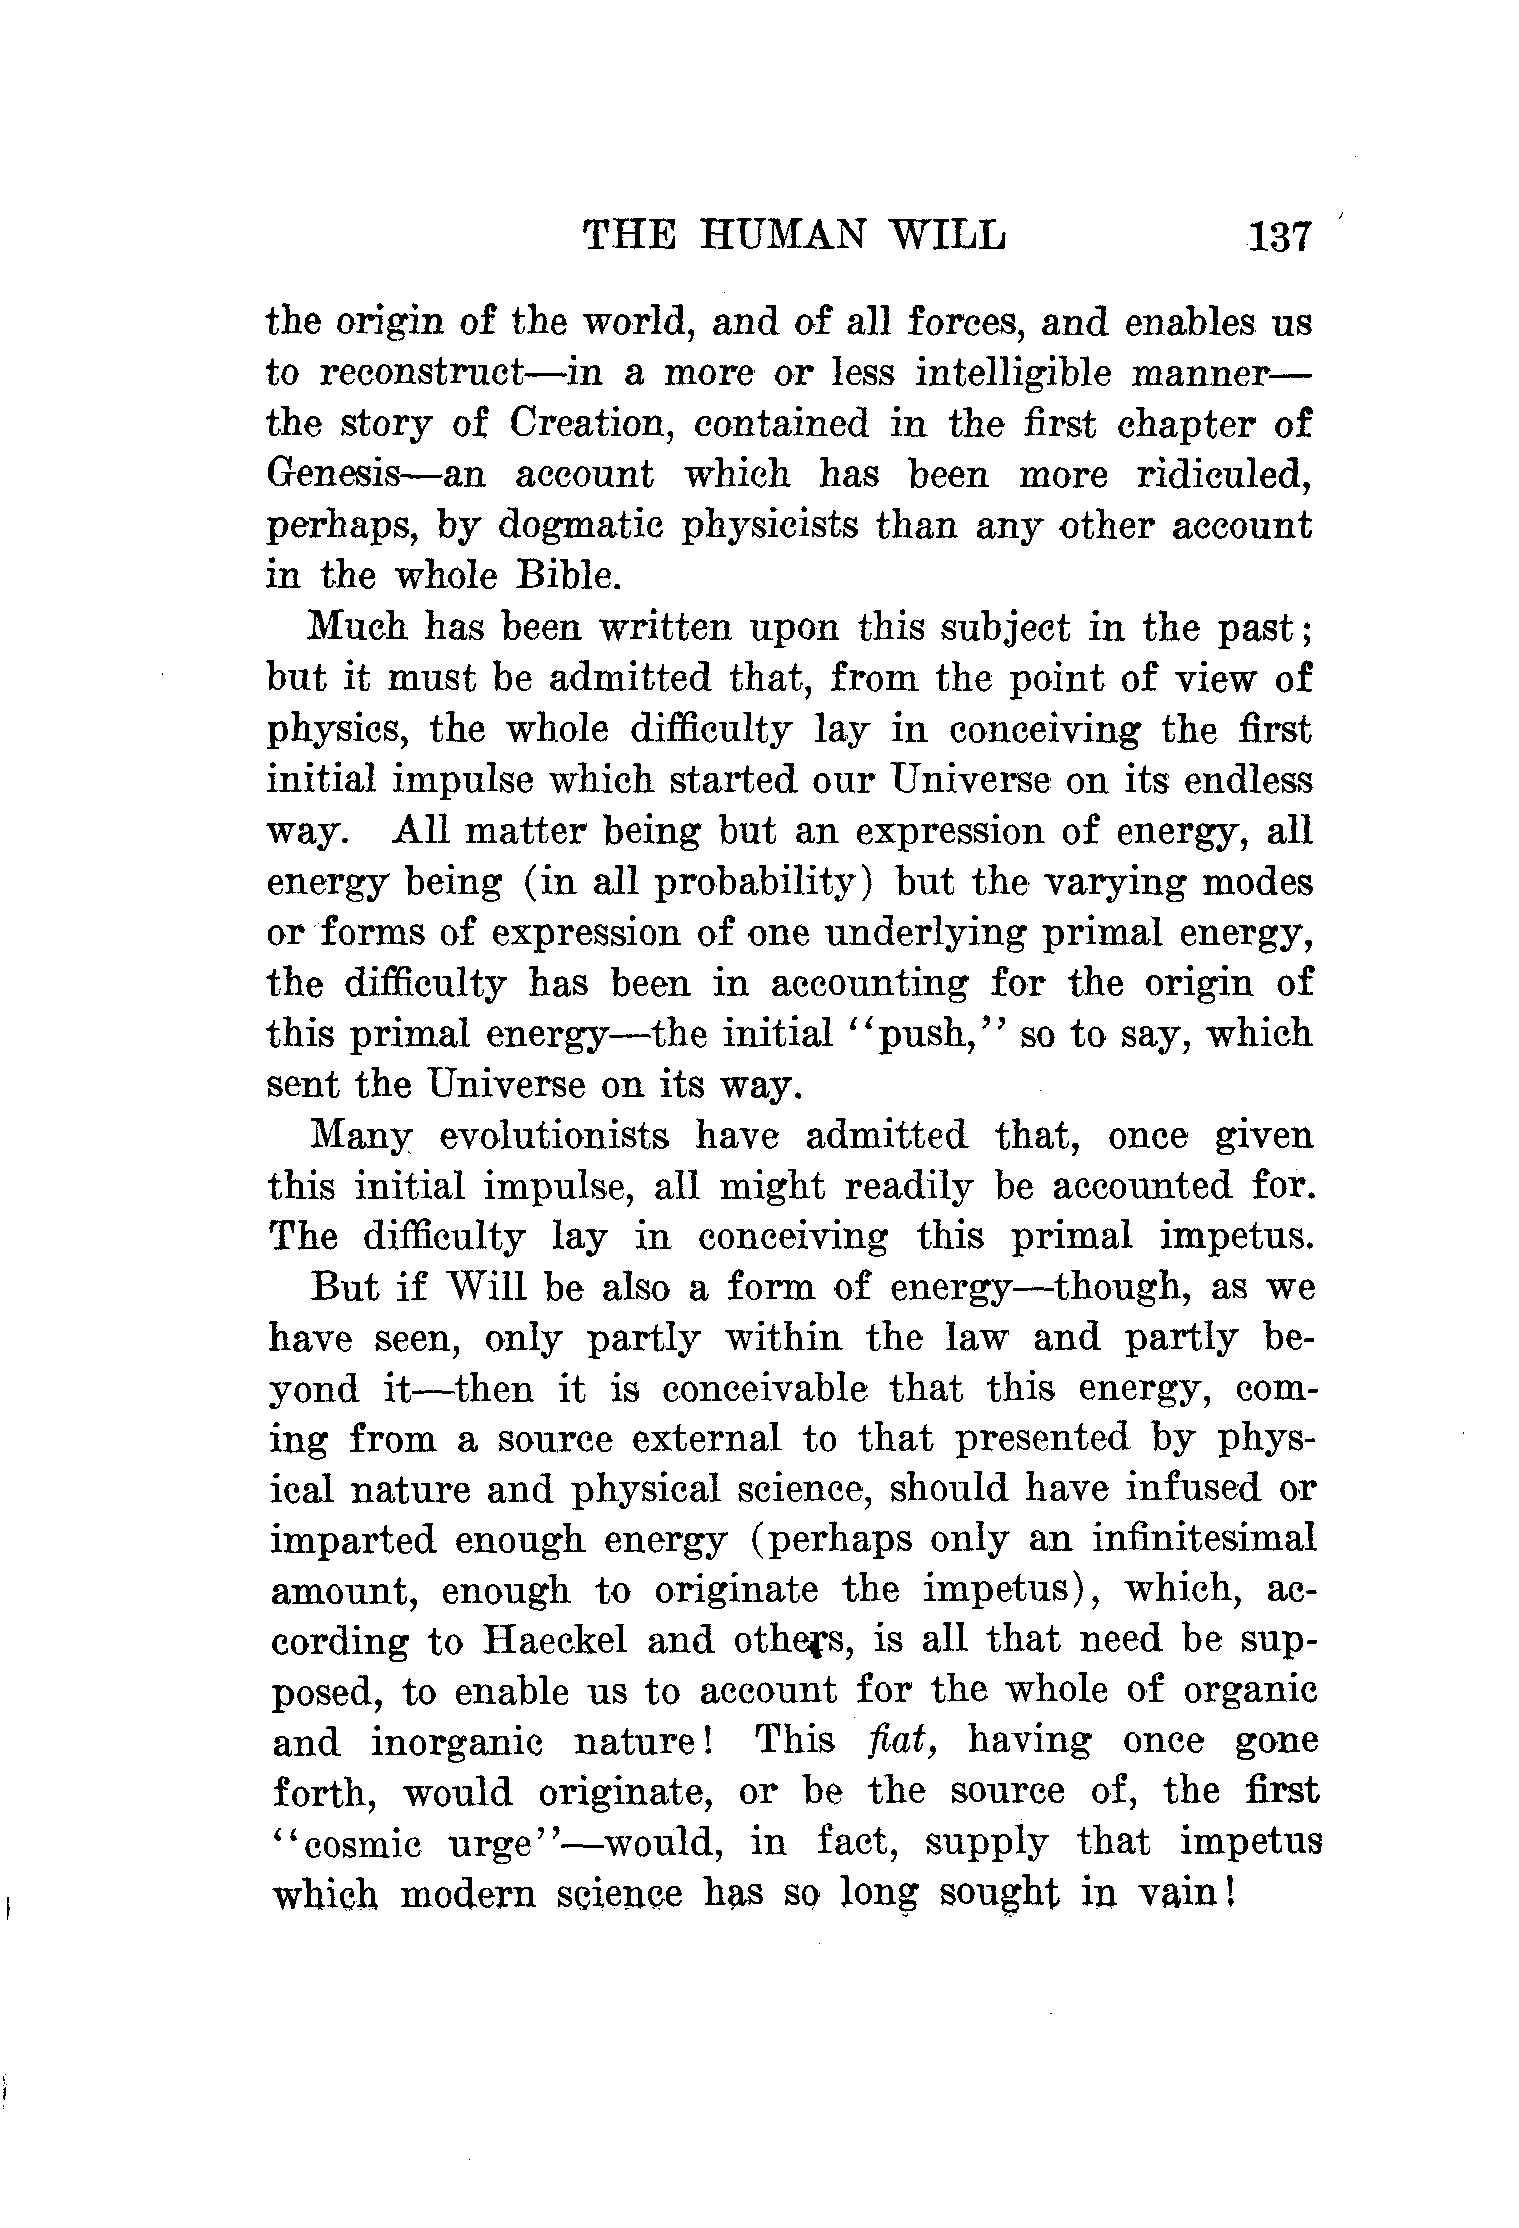 THE HUMAN WILL 137
the origin of the world, and of all forces, and enables us
to reconstruct—in a more or less intelligible manner—
the story of Creation, contained in the first chapter of
Genesis—an account which has been more ridiculed,
perhaps, by dogmatic physicists than any other account
in the whole Bible.
Much has been written upon this subject in the past;
but it must be admitted that, from the point of view of
physics, the whole difficulty lay in conceiving the first
initial impulse which started our Universe on its endless
way. All matter being but an expression of energy, all
energy being (in all probability) but the varying modes
or forms of expression of one underlying primal energy,
the difficulty has been in accounting for the origin of
this primal energy—the initial “push,” so to say, which
sent the Universe on its way.
Many evolutionists have admitted that, once given
this initial impulse, all might readily be accounted for.
The difficulty lay in conceiving this primal impetus.
But if Will be also a form of energy—though, as we
have seen, only partly within the law and partly be-
yond it—then it is conceivable that this energy, com-
ing from a source external to that presented by phys-
ical nature and physical science, should have infused or
imparted enough energy (perhaps only an infinitesimal
amount, enough to originate the impetus), which, ac-
cording to Haeckel and others, is all that need be sup-
posed, to enable us to account for the whole of organic
and inorganic nature! This fiat, having once gone
forth, would originate, or be the source of, the first
“cosmic urge”—would, in fact, supply that impetus
which modern science has so long sought in vain!